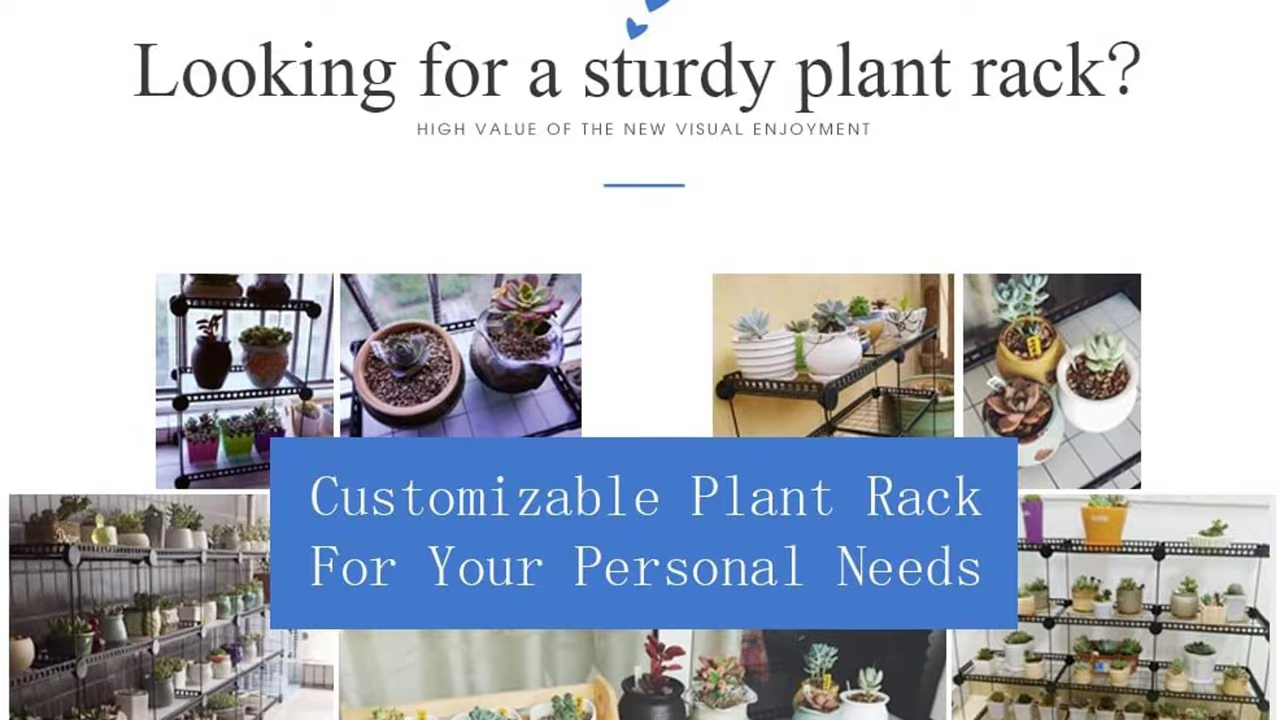 Looking for a sturdy plant rack?
HIGH VALUE OF THE NEW VISUAL ENJOYMENT
Customizable Plant Rack
For Your Personal Needs